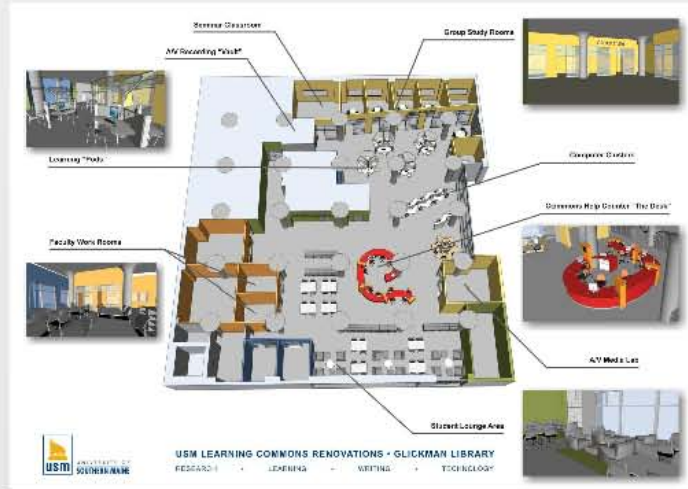 Seminar Classroom
Group Study Rooms
A/V Recording "Vault"
Learning "Pods"
Computer Clusters
Commons Help Counter "The Desk"
Faculty Work Rooms
A/V Media Lab
Student Lounge Area
usm
UNIVERSITY OF
SOUTHERN MAINE
USM LEARNING COMMONS RENOVATIONS • GLICKMAN LIBRARY
RESEARCH • LEARNING • WRITING • TECHNOLOGY